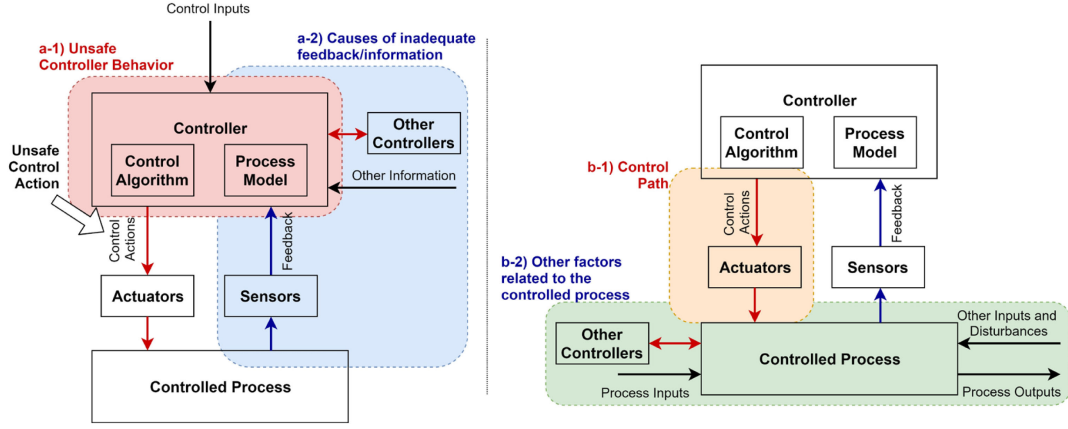 Control Inputs
a-1) Unsafe
Controller Behavior
a-2) Causes of inadequate
feedback/information
Controller
Control
Algorithm
Process
Model
Other
Controllers
Other Information
Unsafe
Control
Action
Control
Actions
Feedback
Actuators
Sensors
Controlled Process
Controller
Control
Algorithm
Process
Model
b-1) Control
Path
Control
Actions
Feedback
Actuators
Sensors
b-2) Other factors
related to the
controlled process
Other
Controllers
Controlled Process
Other Inputs and
Disturbances
Process Inputs
Process Outputs